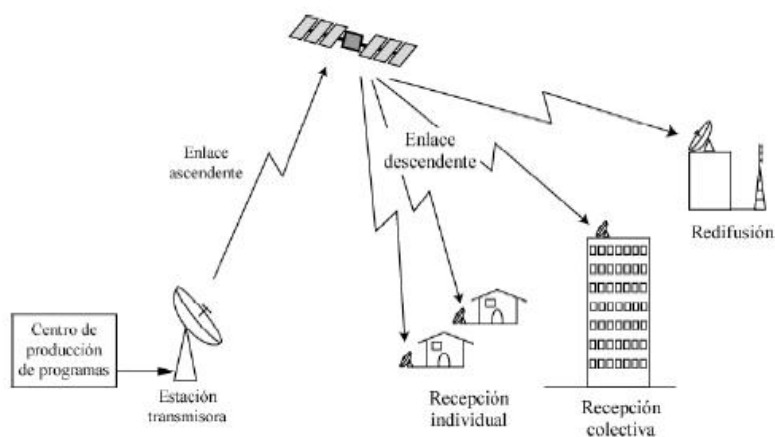 Enlace
ascendente
Enlace
descendente
Redifusión
Centro de
producción
de programas
Estación
transmisora
Recepción
individual
Recepción
colectiva